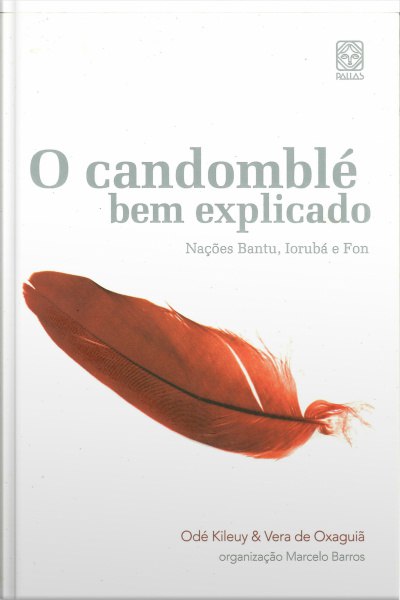 PALLAS
O candomblé
bem explicado
Nações Bantu, Iorubá e Fon
Odé Kileuy & Vera de Oxaguiã
organização Marcelo Barros